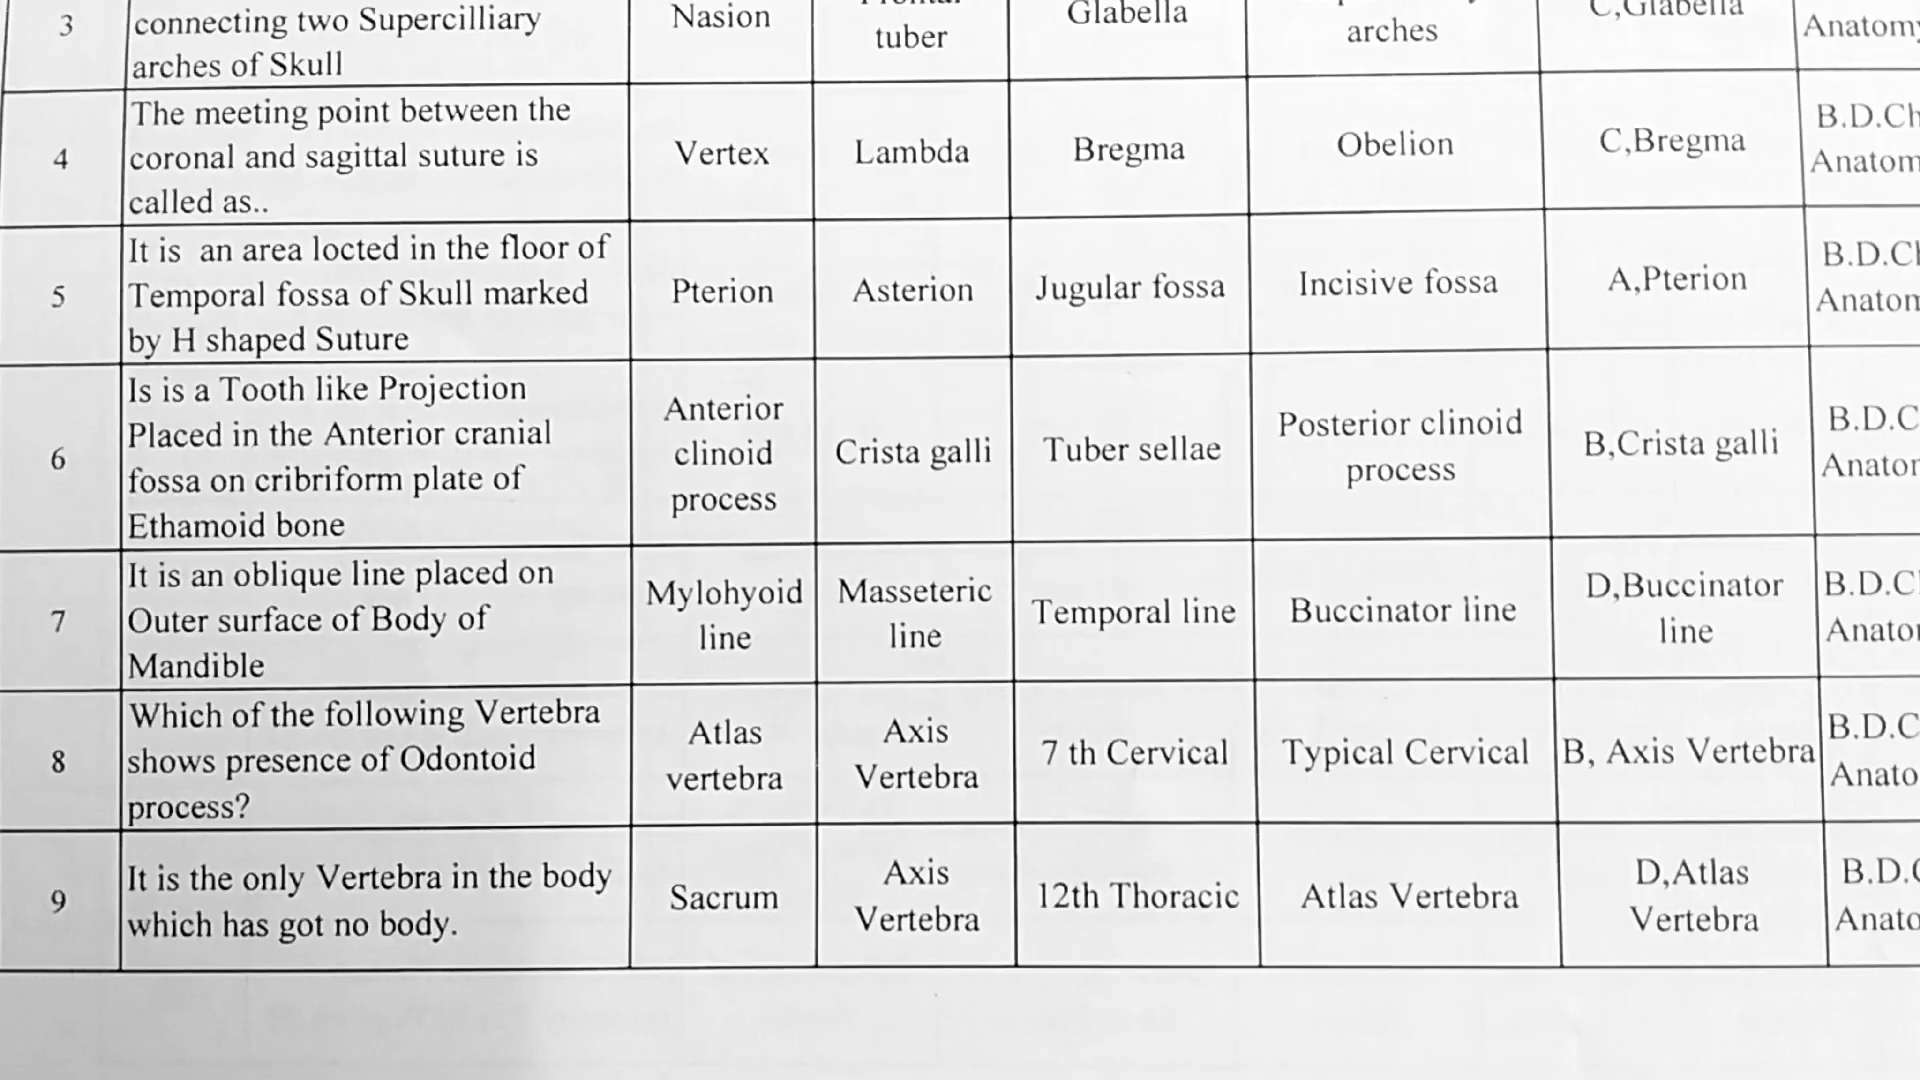 3
connecting two Supercilliary
arches of Skull
Nasion
tuber
Glabella
arches
C,Glabella
Anatomy
4
The meeting point between the
coronal and sagittal suture is
called as..
Vertex
Lambda
Bregma
Obelion
C,Bregma
B.D.Ch
Anatom
5
It is an area locted in the floor of
Temporal fossa of Skull marked
by H shaped Suture
Pterion
Asterion
Jugular fossa
Incisive fossa
A,Pterion
B.D.Ch
Anatom
6
Is is a Tooth like Projection
Placed in the Anterior cranial
fossa on cribriform plate of
Ethamoid bone
Anterior
clinoid
process
Crista galli
Tuber sellae
Posterior clinoid
process
B,Crista galli
B.D.C
Anator
7
It is an oblique line placed on
Outer surface of Body of
Mandible
Mylohyoid
line
Masseteric
line
Temporal line
Buccinator line
D,Buccinator
line
B.D.C
Anato
8
Which of the following Vertebra
shows presence of Odontoid
process?
Atlas
vertebra
Axis
Vertebra
7 th Cervical
Typical Cervical
B, Axis Vertebra
B.D.C
Anato
9
It is the only Vertebra in the body
which has got no body.
Sacrum
Axis
Vertebra
12th Thoracic
Atlas Vertebra
D,Atlas
Vertebra
B.D.C
Anato